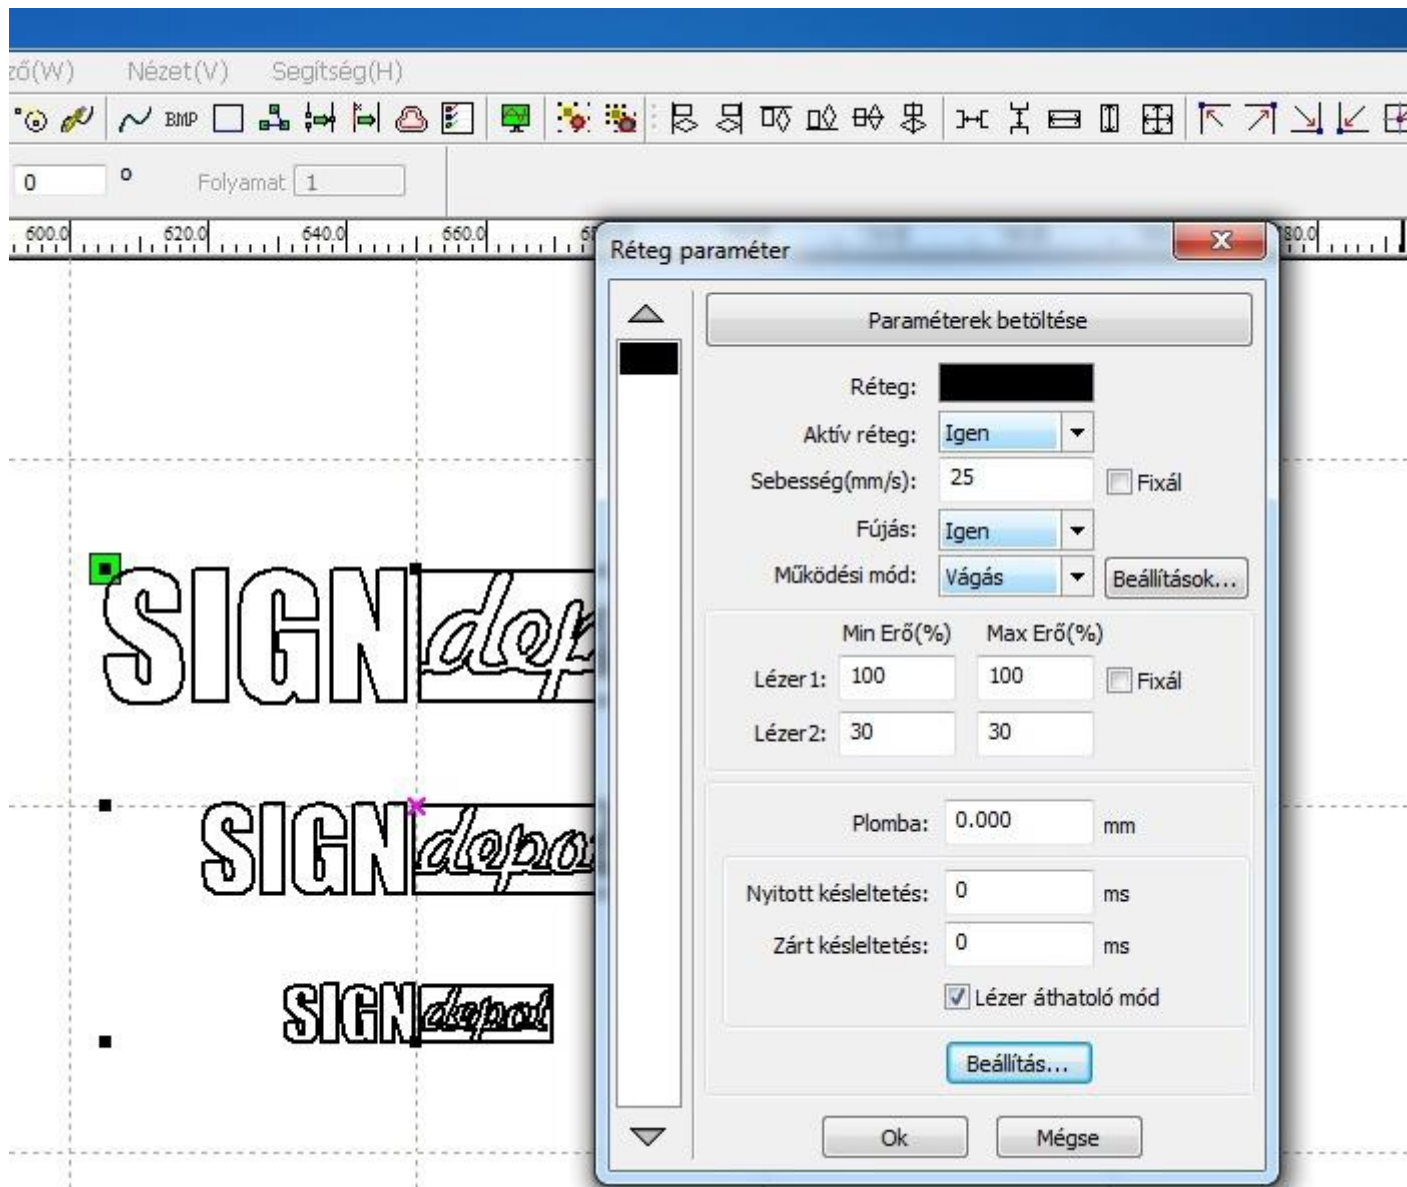 Nézet(V) Segítség(H)
BMP
0 ° Folyamat 1
600.0 620.0 640.0 660.0
Réteg paraméter
Paraméterek betöltése
Réteg:
Aktív réteg: Igen
Sebesség(mm/s): 25 Fixál
Fújás: Igen
Működési mód: Vágás Beállítások...
Min Erő(%) Max Erő(%)
Lézer1: 100 100 Fixál
Lézer2: 30 30
Plomba: 0.000 mm
Nyitott késleltetés: 0 ms
Zárt késleltetés: 0 ms
Lézer áthatoló mód
Beállítás...
Ok Mégse
SIGN dep
SIGN depo
SIGN depot